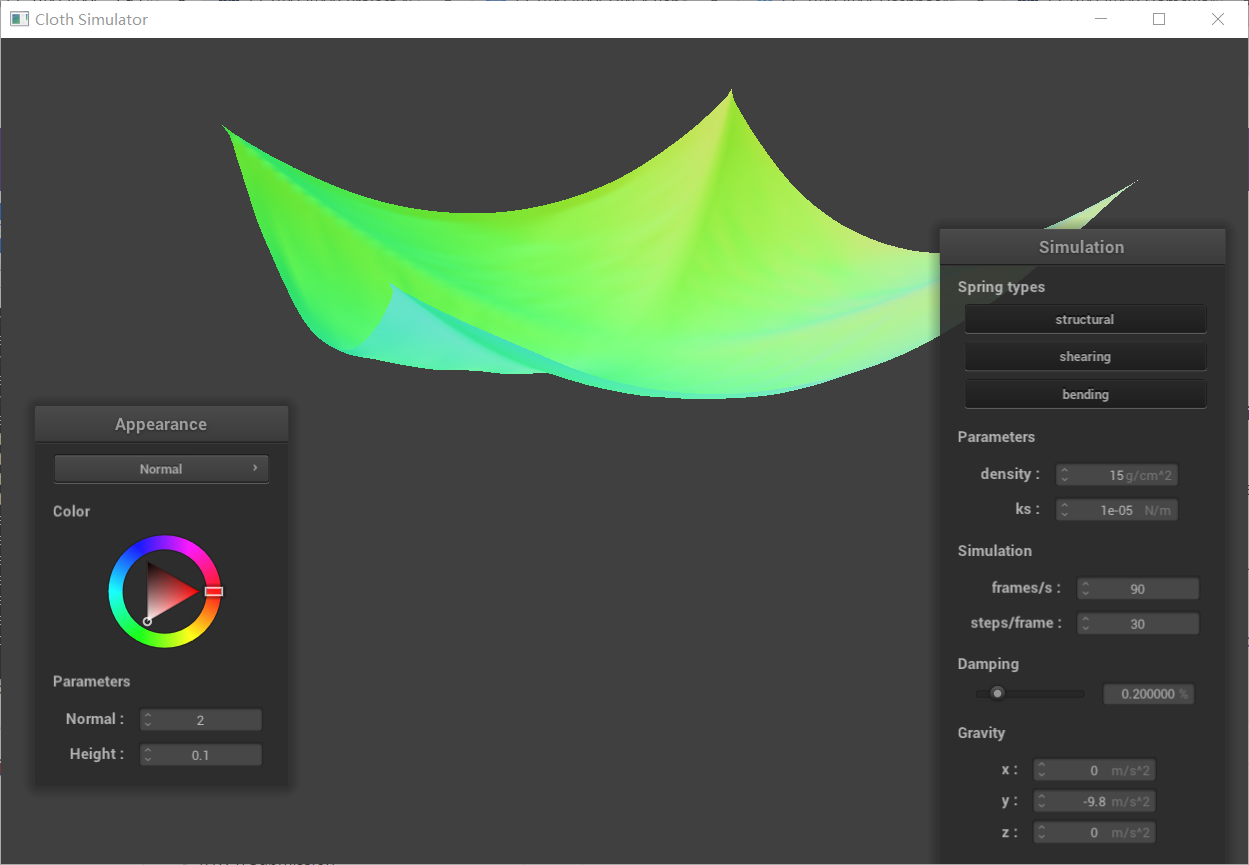 Cloth Simulator
Simulation
Spring types
structural
shearing
bending
Parameters
density : 15 g/cm^2
ks : 1e-05 N/m
Simulation
frames/s : 90
steps/frame : 30
Damping
0.200000 %
Gravity
x : 0 m/s^2
y : -9.8 m/s^2
z : 0 m/s^2
Appearance
Normal
Color
Parameters
Normal : 2
Height : 0.1